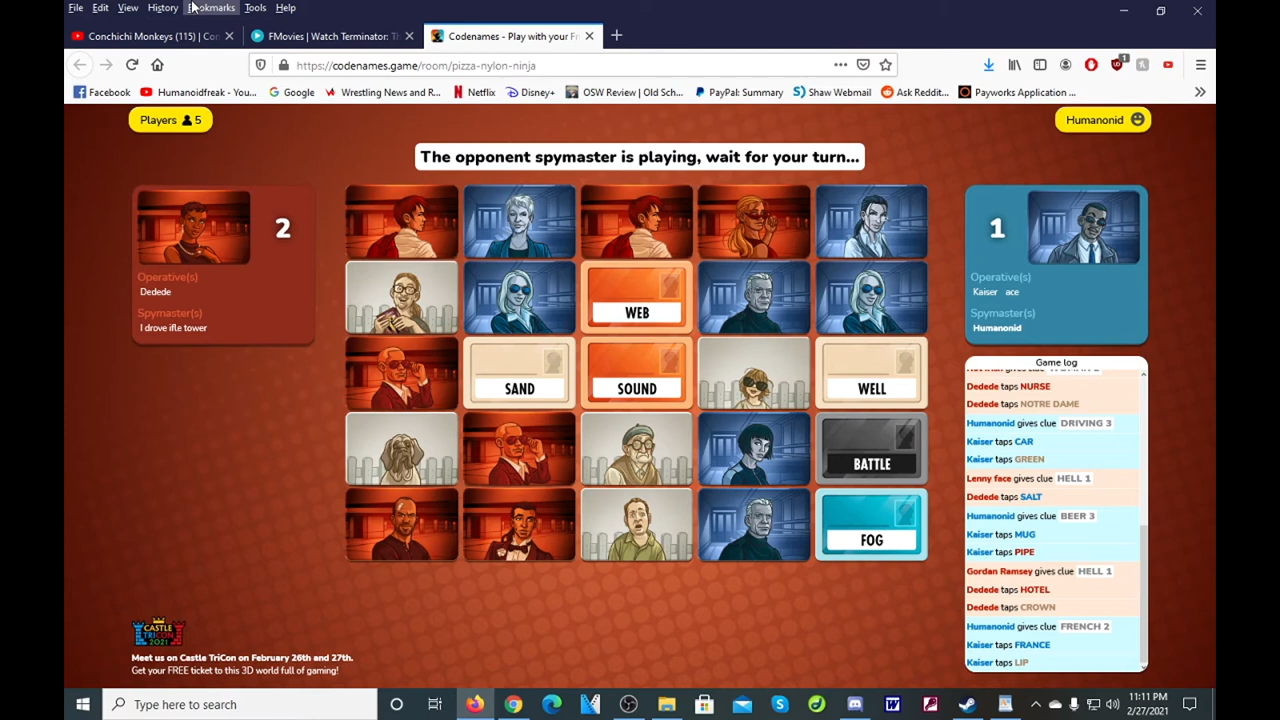 File Edit View History Bookmarks Tools Help
Conchichi Monkeys (115) | Con
FMovies | Watch Terminator: Th
Codenames - Play with your Fri
https://codenames.game/room/pizza-nylon-ninja
Facebook Humanoidfreak - You... Google Wrestling News and R... Netflix Disney+ OSW Review | Old Sch... PayPal: Summary Shaw Webmail Ask Reddit... Payworks Application ...
Players 5
Humanonid
The opponent spymaster is playing, wait for your turn...
2
Operative(s)
Dedede
Spymaster(s)
I drove ifle tower
1
Operative(s)
Kaiser ace
Spymaster(s)
Humanonid
WEB
SAND
SOUND
WELL
BATTLE
FOG
Game log
Dedede taps NURSE
Dedede taps NOTRE DAME
Humanonid gives clue DRIVING 3
Kaiser taps CAR
Kaiser taps GREEN
Lenny face gives clue HELL 1
Dedede taps SALT
Humanonid gives clue BEER 3
Kaiser taps MUG
Kaiser taps PIPE
Gordan Ramsey gives clue HELL 1
Dedede taps HOTEL
Dedede taps CROWN
Humanonid gives clue FRENCH 2
Kaiser taps FRANCE
Kaiser taps LIP
CASTLE
TRICON
2021
Meet us on Castle TriCon on February 26th and 27th.
Get your FREE ticket to this 3D world full of gaming!
Type here to search
11:11 PM
2/27/2021